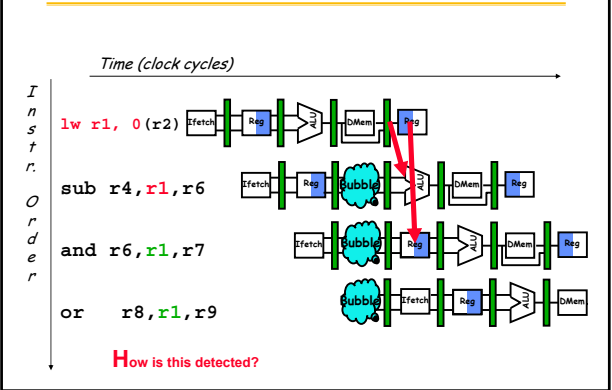 Time (clock cycles)
Instr. Order
lw r1, 0(r2) Ifetch Reg ALU DMem Reg
sub r4,r1,r6 Ifetch Reg Bubble ALU DMem Reg
and r6,r1,r7 Ifetch Bubble Reg ALU DMem Reg
or r8,r1,r9 Bubble Ifetch Reg ALU DMem
How is this detected?